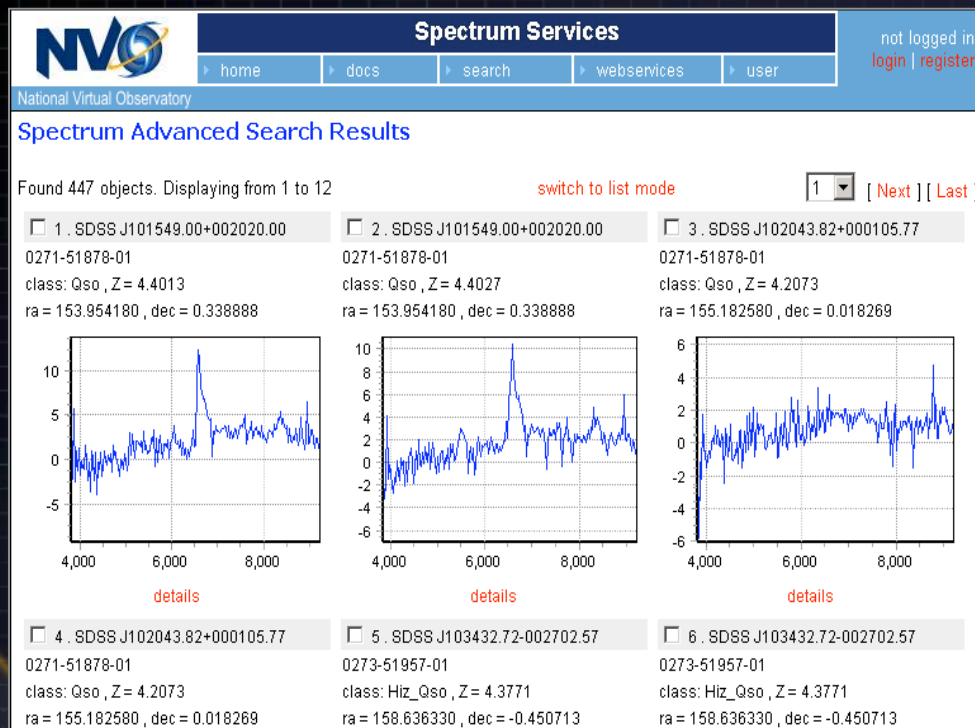 NVO
Spectrum Services
not logged in
login | register
home
docs
search
webservices
user
National Virtual Observatory
Spectrum Advanced Search Results
Found 447 objects. Displaying from 1 to 12
switch to list mode
1
[ Next ] [ Last ]
1 . SDSS J101549.00+002020.00
0271-51878-01
class: Qso , Z = 4.4013
ra = 153.954180 , dec = 0.338888
10
5
0
-5
4,000
6,000
8,000
details
2 . SDSS J101549.00+002020.00
0271-51878-01
class: Qso , Z = 4.4027
ra = 153.954180 , dec = 0.338888
10
8
6
4
2
0
-2
-4
-6
4,000
6,000
8,000
details
3 . SDSS J102043.82+000105.77
0271-51878-01
class: Qso , Z = 4.2073
ra = 155.182580 , dec = 0.018269
6
4
2
0
-2
-4
-6
4,000
6,000
8,000
details
4 . SDSS J102043.82+000105.77
0271-51878-01
class: Qso , Z = 4.2073
ra = 155.182580 , dec = 0.018269
5 . SDSS J103432.72-002702.57
0273-51957-01
class: Hiz_Qso , Z = 4.3771
ra = 158.636330 , dec = -0.450713
6 . SDSS J103432.72-002702.57
0273-51957-01
class: Hiz_Qso , Z = 4.3771
ra = 158.636330 , dec = -0.450713